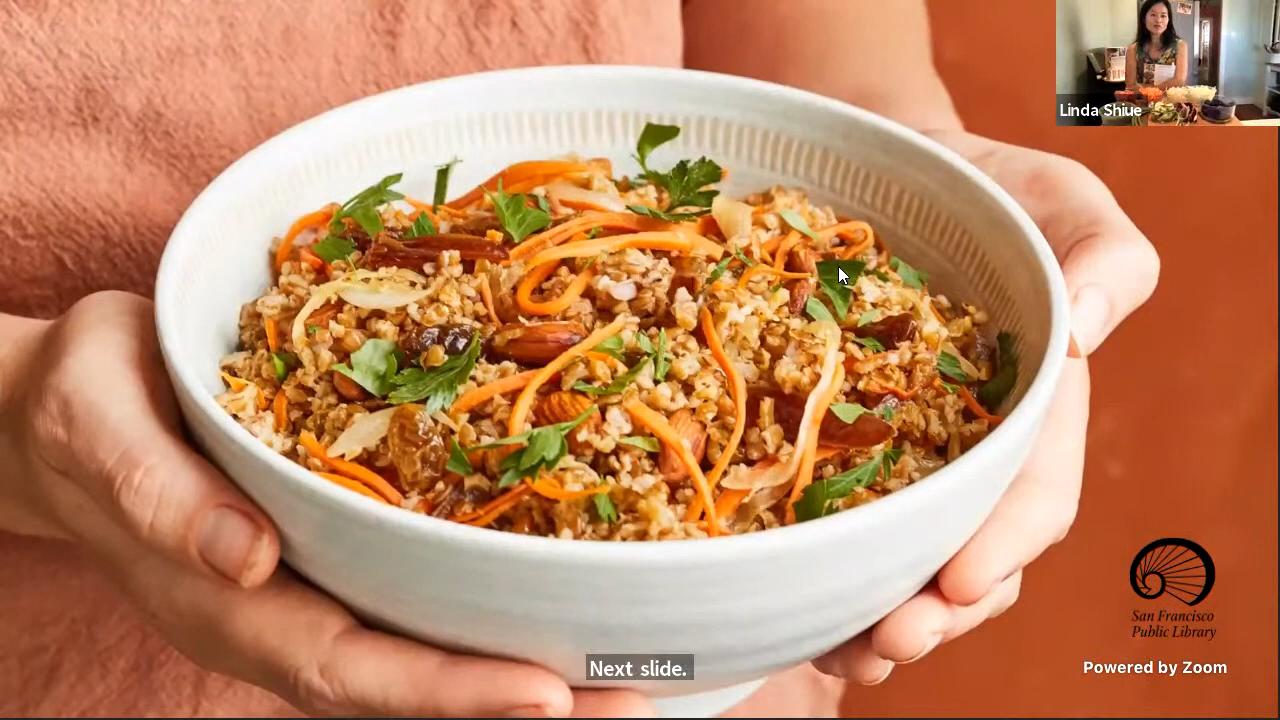 Linda Shiue
San Francisco
Public Library
Powered by Zoom
Next slide.